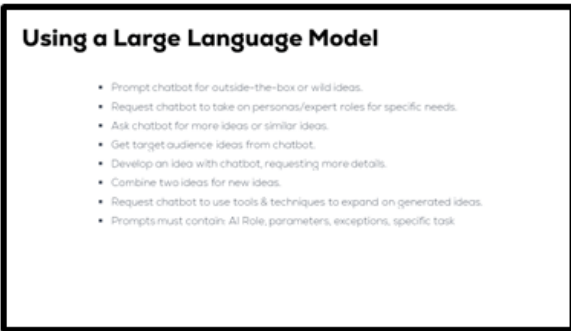 Using a Large Language Model
• Prompt chatbot for outside-the-box or wild ideas.
• Request chatbot to take on personas/expert roles for specific needs.
• Ask chatbot for more ideas or similar ideas.
• Get target audience ideas from chatbot.
• Develop an idea with chatbot, requesting more details.
• Combine two ideas for new ideas.
• Request chatbot to use tools & techniques to expand on generated ideas.
• Prompts must contain: AI Role, parameters, exceptions, specific task